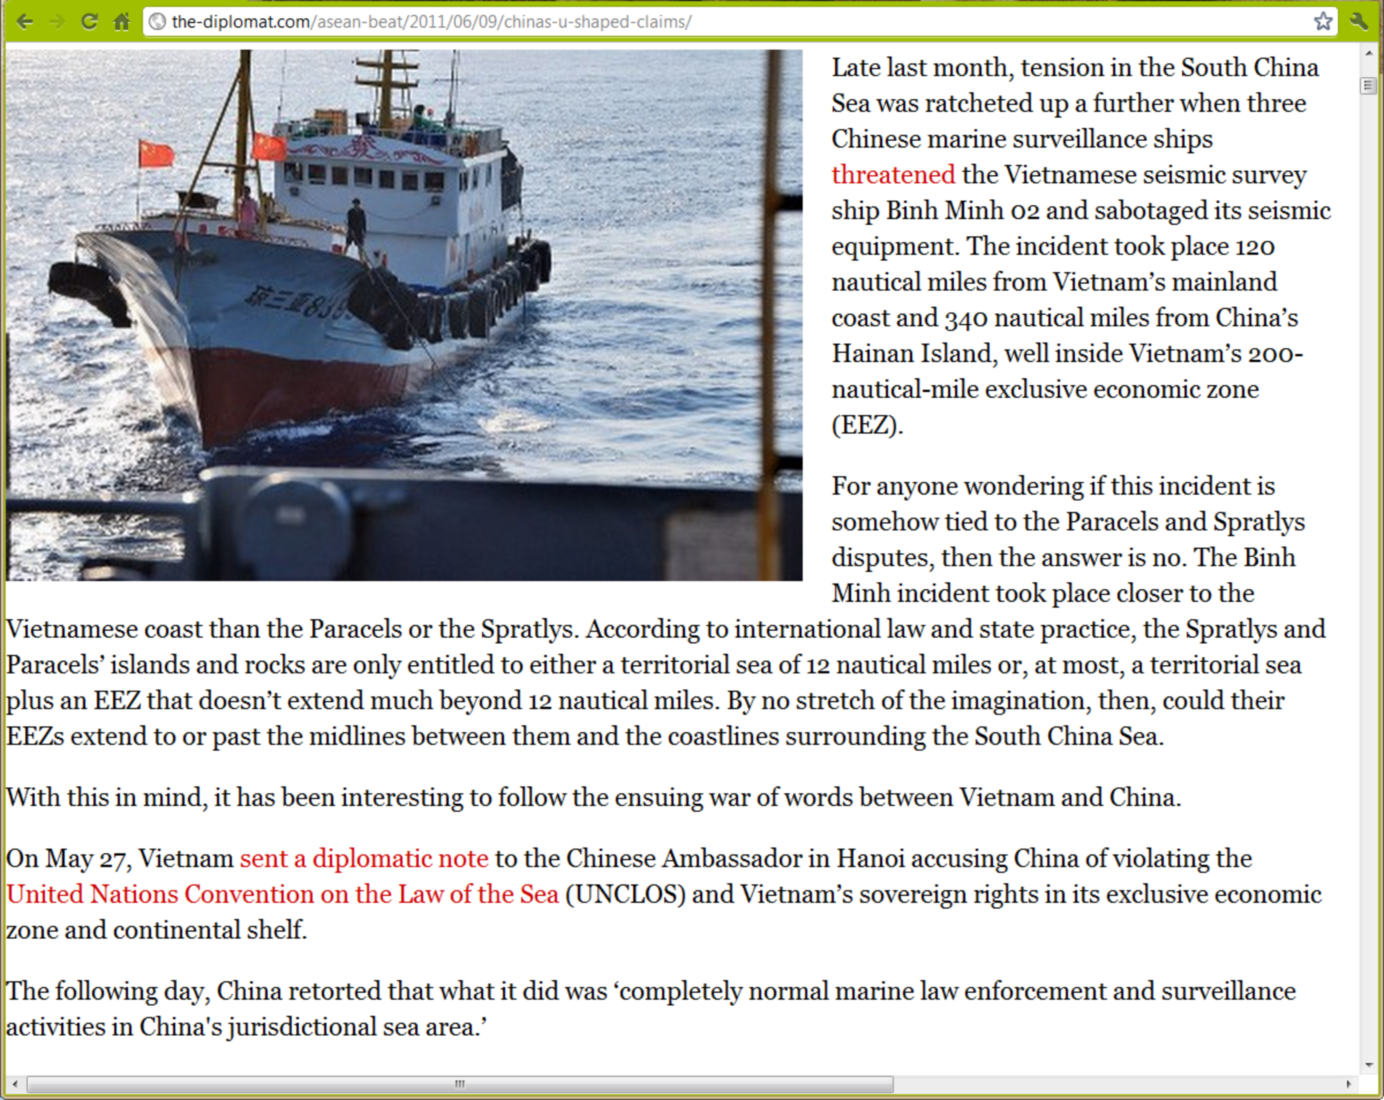 the-diplomat.com/asean-beat/2011/06/09/chinas-u-shaped-claims/
琼三亚
Late last month, tension in the South China
Sea was ratcheted up a further when three
Chinese marine surveillance ships
threatened the Vietnamese seismic survey
ship Binh Minh 02 and sabotaged its seismic
equipment. The incident took place 120
nautical miles from Vietnam’s mainland
coast and 340 nautical miles from China’s
Hainan Island, well inside Vietnam’s 200-
nautical-mile exclusive economic zone
(EEZ).
For anyone wondering if this incident is
somehow tied to the Paracels and Spratlys
disputes, then the answer is no. The Binh
Minh incident took place closer to the
Vietnamese coast than the Paracels or the Spratlys. According to international law and state practice, the Spratlys and
Paracels’ islands and rocks are only entitled to either a territorial sea of 12 nautical miles or, at most, a territorial sea
plus an EEZ that doesn’t extend much beyond 12 nautical miles. By no stretch of the imagination, then, could their
EEZs extend to or past the midlines between them and the coastlines surrounding the South China Sea.
With this in mind, it has been interesting to follow the ensuing war of words between Vietnam and China.
On May 27, Vietnam sent a diplomatic note to the Chinese Ambassador in Hanoi accusing China of violating the
United Nations Convention on the Law of the Sea (UNCLOS) and Vietnam’s sovereign rights in its exclusive economic
zone and continental shelf.
The following day, China retorted that what it did was ‘completely normal marine law enforcement and surveillance
activities in China's jurisdictional sea area.’